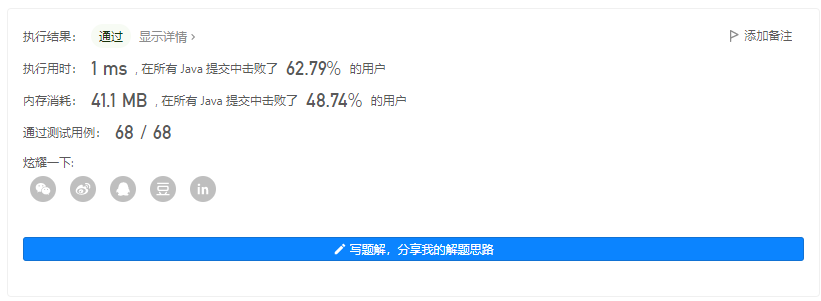 执行结果： 通过 显示详情 › 添加备注
执行用时： 1 ms , 在所有 Java 提交中击败了 62.79% 的用户
内存消耗： 41.1 MB , 在所有 Java 提交中击败了 48.74% 的用户
通过测试用例： 68 / 68
炫耀一下:
豆 in
写题解，分享我的解题思路